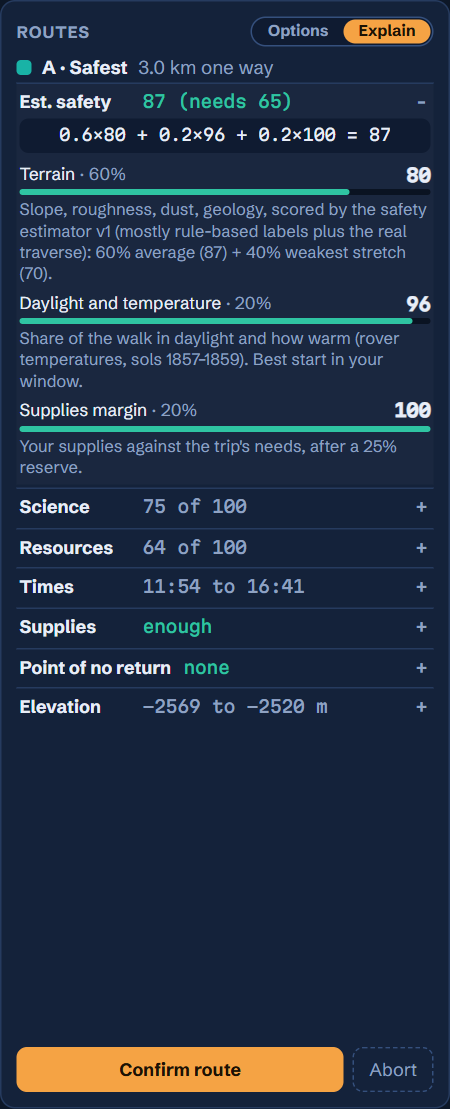 ROUTES
Options Explain
A · Safest 3.0 km one way
Est. safety 87 (needs 65) -
0.6×80 + 0.2×96 + 0.2×100 = 87
Terrain · 60% 80
Slope, roughness, dust, geology, scored by the safety
estimator v1 (mostly rule-based labels plus the real
traverse): 60% average (87) + 40% weakest stretch
(70).
Daylight and temperature · 20% 96
Share of the walk in daylight and how warm (rover
temperatures, sols 1857–1859). Best start in your
window.
Supplies margin · 20% 100
Your supplies against the trip's needs, after a 25%
reserve.
Science 75 of 100 +
Resources 64 of 100 +
Times 11:54 to 16:41 +
Supplies enough +
Point of no return none +
Elevation −2569 to −2520 m +
Confirm route Abort